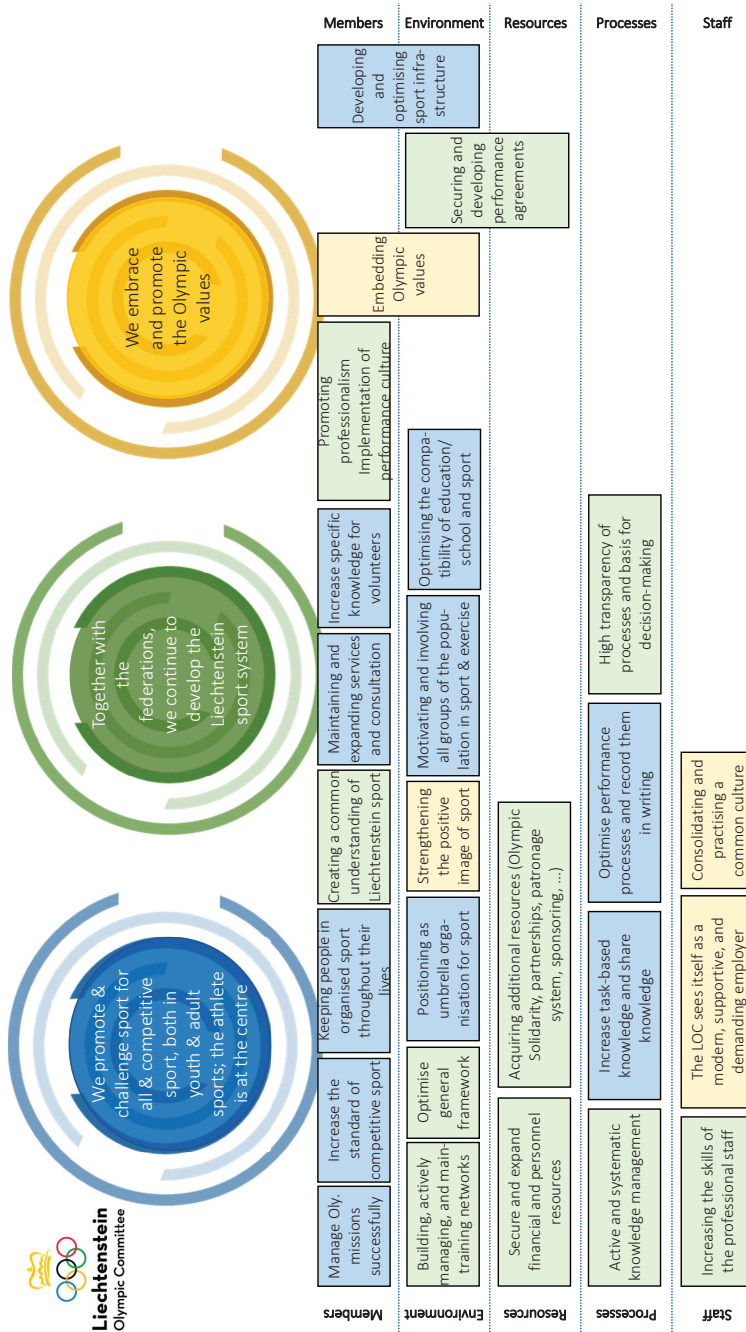 Liechtenstein
Olympic Committee
We promote &
challenge sport for
all & competitive
sport, both in
youth & adult
sports; the athlete
is at the centre
Together with
the
federations,
we continue to
develop the
Liechtenstein
sport system
We embrace
and promote
the Olympic
values
Members
Manage Oly.
missions
successfully
Increase the
standard of
competitive sport
Keeping people in
organised sport
throughout their
lives
Creating a common
understanding of
Liechtenstein sport
Maintaining and
expanding services
and consultation
Increase specific
knowledge for
volunteers
Promoting
professionalism
Implementation of
performance culture
Embedding
Olympic
values
Developing
and
optimising
sport infra-
structure
Members
Environment
Building, actively
managing, and main-
training networks
Optimise
general
framework
Positioning as
umbrella orga-
nisation for sport
Strengthening
the positive
image of sport
Motivating and involving
all groups of the popu-
lation in sport & exercise
Optimising the compa-
tibility of education/
school and sport
Securing and
developing
performance
agreements
Environment
Resources
Secure and expand
financial and personnel
resources
Acquiring additional resources (Olympic
Solidarity, partnerships, patronage
system, sponsoring, ...)
Resources
Processes
Active and systematic
knowledge management
Increase task-based
knowledge and share
knowledge
Optimise performance
processes and record them
in writing
High transparency of
processes and basis for
decision-making
Processes
Staff
Increasing the skills of
the professional staff
The LOC sees itself as a
modern, supportive, and
demanding employer
Consolidating and
practising a
common culture
Staff